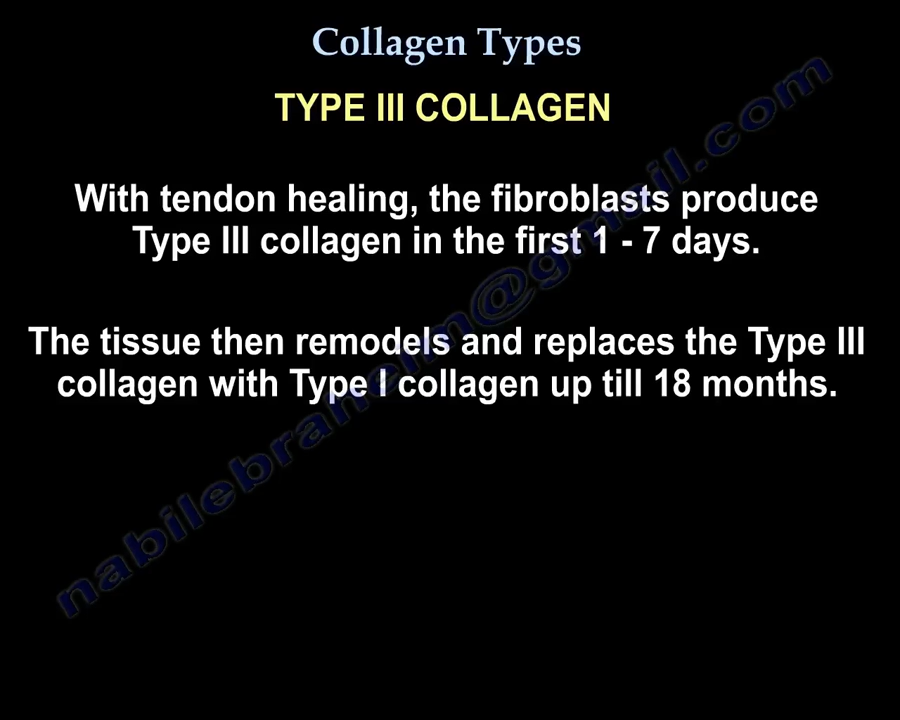 Collagen Types
TYPE III COLLAGEN
With tendon healing, the fibroblasts produce
Type III collagen in the first 1 - 7 days.
The tissue then remodels and replaces the Type III
collagen with Type I collagen up till 18 months.
nabilebraheim@gmail.com